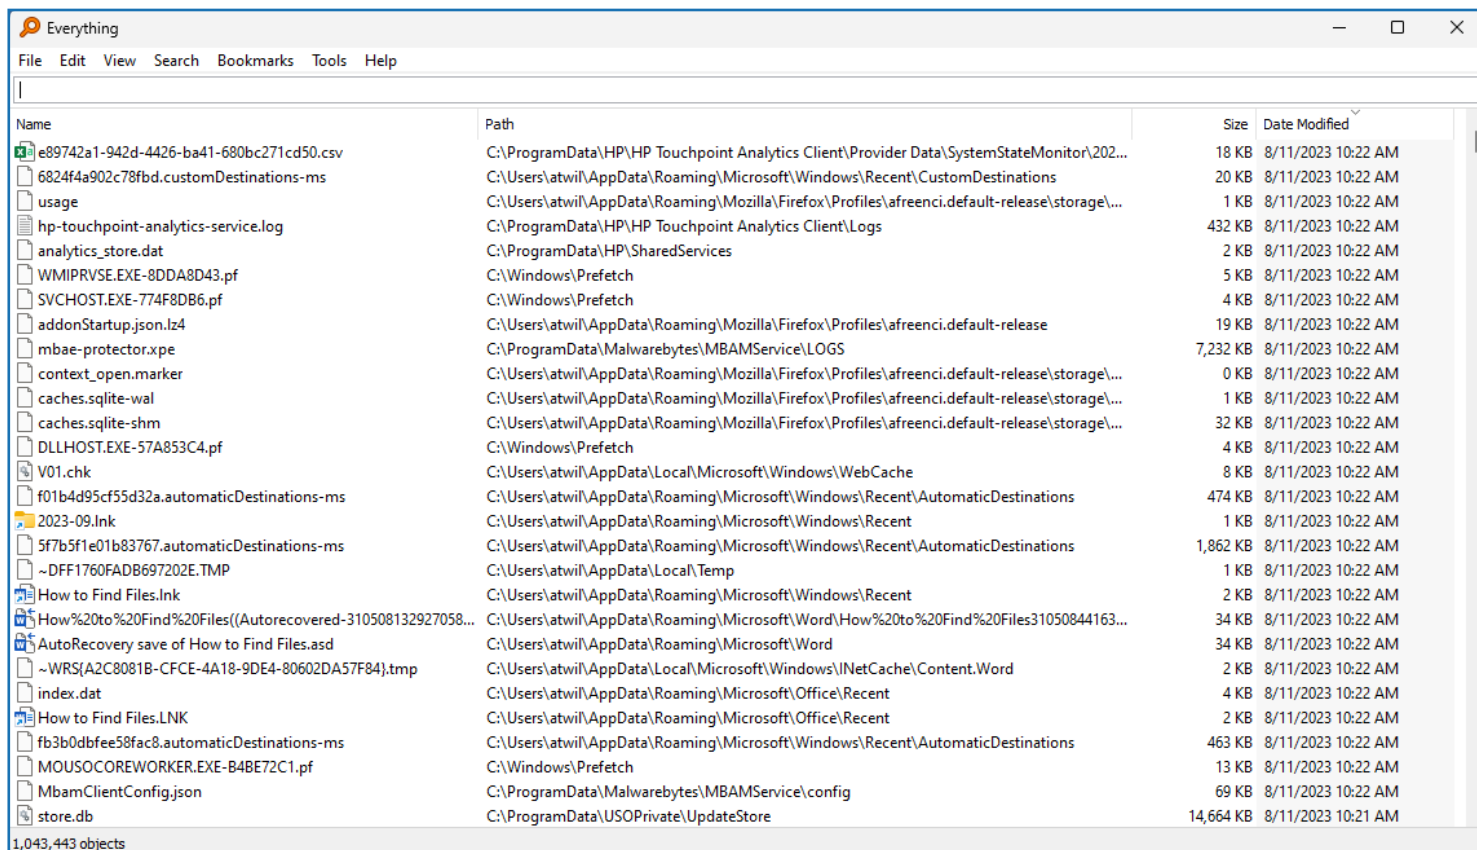 Everything
File Edit View Search Bookmarks Tools Help
Name Path Size Date Modified
e89742a1-942d-4426-ba41-680bc271cd50.csv C:\ProgramData\HP\HP Touchpoint Analytics Client\Provider Data\SystemStateMonitor\202... 18 KB 8/11/2023 10:22 AM
6824f4a902c78fbd.customDestinations-ms C:\Users\atwil\AppData\Roaming\Microsoft\Windows\Recent\CustomDestinations 20 KB 8/11/2023 10:22 AM
usage C:\Users\atwil\AppData\Roaming\Mozilla\Firefox\Profiles\afreenci.default-release\storage\... 1 KB 8/11/2023 10:22 AM
hp-touchpoint-analytics-service.log C:\ProgramData\HP\HP Touchpoint Analytics Client\Logs 432 KB 8/11/2023 10:22 AM
analytics_store.dat C:\ProgramData\HP\SharedServices 2 KB 8/11/2023 10:22 AM
WMIPRVSE.EXE-8DDA8D43.pf C:\Windows\Prefetch 5 KB 8/11/2023 10:22 AM
SVCHOST.EXE-774F8DB6.pf C:\Windows\Prefetch 4 KB 8/11/2023 10:22 AM
addonStartup.json.lz4 C:\Users\atwil\AppData\Roaming\Mozilla\Firefox\Profiles\afreenci.default-release 19 KB 8/11/2023 10:22 AM
mbae-protector.xpe C:\ProgramData\Malwarebytes\MBAMService\LOGS 7,232 KB 8/11/2023 10:22 AM
context_open.marker C:\Users\atwil\AppData\Roaming\Mozilla\Firefox\Profiles\afreenci.default-release\storage\... 0 KB 8/11/2023 10:22 AM
caches.sqlite-wal C:\Users\atwil\AppData\Roaming\Mozilla\Firefox\Profiles\afreenci.default-release\storage\... 1 KB 8/11/2023 10:22 AM
caches.sqlite-shm C:\Users\atwil\AppData\Roaming\Mozilla\Firefox\Profiles\afreenci.default-release\storage\... 32 KB 8/11/2023 10:22 AM
DLLHOST.EXE-57A853C4.pf C:\Windows\Prefetch 4 KB 8/11/2023 10:22 AM
V01.chk C:\Users\atwil\AppData\Local\Microsoft\Windows\WebCache 8 KB 8/11/2023 10:22 AM
f01b4d95cf55d32a.automaticDestinations-ms C:\Users\atwil\AppData\Roaming\Microsoft\Windows\Recent\AutomaticDestinations 474 KB 8/11/2023 10:22 AM
2023-09.lnk C:\Users\atwil\AppData\Roaming\Microsoft\Windows\Recent 1 KB 8/11/2023 10:22 AM
5f7b5f1e01b83767.automaticDestinations-ms C:\Users\atwil\AppData\Roaming\Microsoft\Windows\Recent\AutomaticDestinations 1,862 KB 8/11/2023 10:22 AM
~DFF1760FADB697202E.TMP C:\Users\atwil\AppData\Local\Temp 1 KB 8/11/2023 10:22 AM
How to Find Files.lnk C:\Users\atwil\AppData\Roaming\Microsoft\Windows\Recent 2 KB 8/11/2023 10:22 AM
How%20to%20Find%20Files((Autorecovered-310508132927058... C:\Users\atwil\AppData\Roaming\Microsoft\Word\How%20to%20Find%20Files31050844163... 34 KB 8/11/2023 10:22 AM
AutoRecovery save of How to Find Files.asd C:\Users\atwil\AppData\Roaming\Microsoft\Word 34 KB 8/11/2023 10:22 AM
~WRS{A2C8081B-CFCE-4A18-9DE4-80602DA57F84}.tmp C:\Users\atwil\AppData\Local\Microsoft\Windows\INetCache\Content.Word 2 KB 8/11/2023 10:22 AM
index.dat C:\Users\atwil\AppData\Roaming\Microsoft\Office\Recent 4 KB 8/11/2023 10:22 AM
How to Find Files.LNK C:\Users\atwil\AppData\Roaming\Microsoft\Office\Recent 2 KB 8/11/2023 10:22 AM
fb3b0dbfee58fac8.automaticDestinations-ms C:\Users\atwil\AppData\Roaming\Microsoft\Windows\Recent\AutomaticDestinations 463 KB 8/11/2023 10:22 AM
MOUSOCOREWORKER.EXE-B4BE72C1.pf C:\Windows\Prefetch 13 KB 8/11/2023 10:22 AM
MbamClientConfig.json C:\ProgramData\Malwarebytes\MBAMService\config 69 KB 8/11/2023 10:22 AM
store.db C:\ProgramData\USOPrivate\UpdateStore 14,664 KB 8/11/2023 10:21 AM
1,043,443 objects